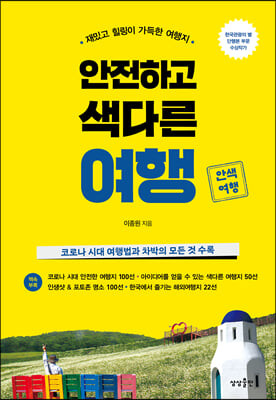 재밌고 힐링이 가득한 여행지
한국관광의 별
단행본 부문
수상작가
안전하고
색다른
여행
안색
여행
이종원 지음
코로나 시대 여행법과 차박의 모든 것 수록
약속
부록
코로나 시대 안전한 여행지 100선 · 아이디어를 얻을 수 있는 색다른 여행지 50선
인생샷 & 포토존 명소 100선 · 한국에서 즐기는 해외여행지 22선
상상출판